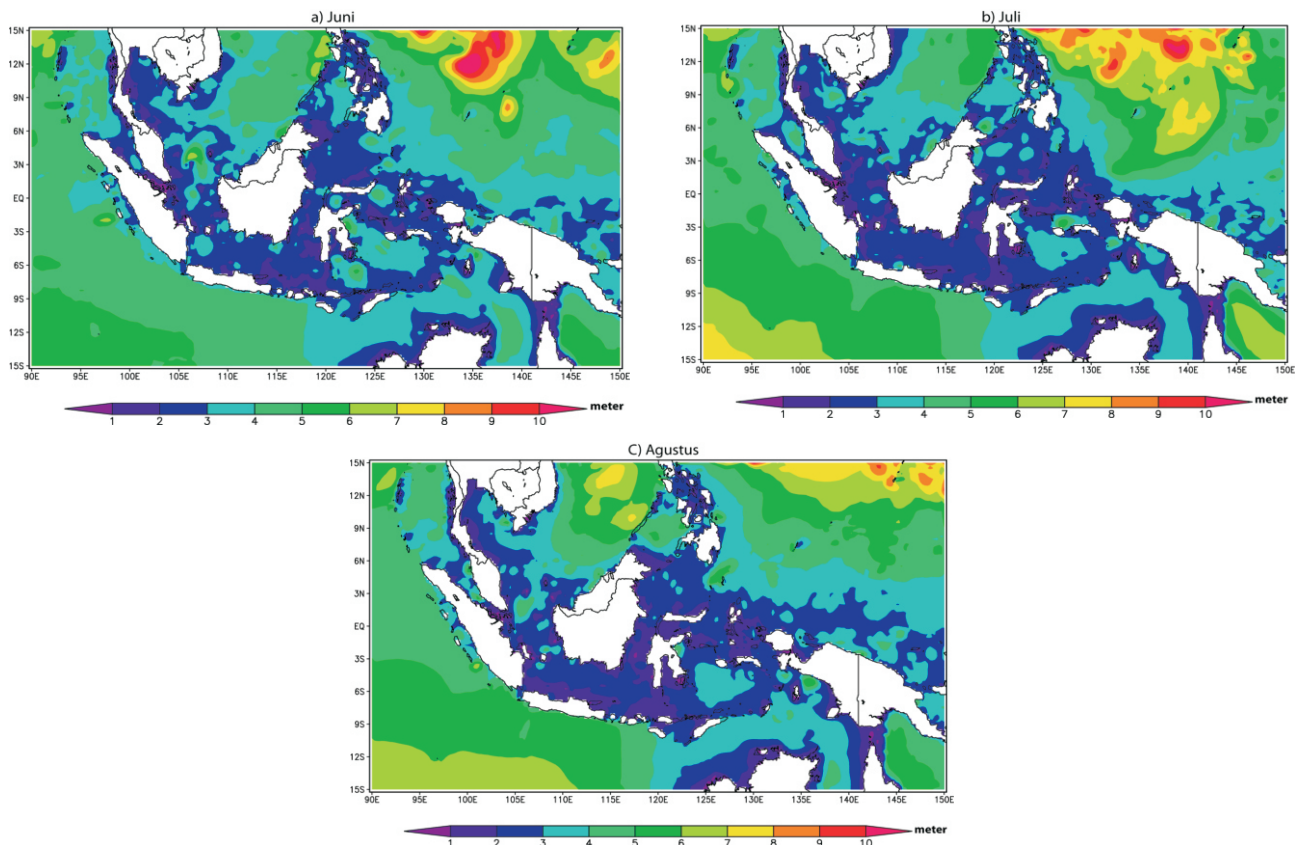 a) Juni
15N
12N
9N
6N
3N
EQ
3S
6S
9S
12S
15S
90E 95E 100E 105E 110E 115E 120E 125E 130E 135E 140E 145E 150E
1 2 3 4 5 6 7 8 9 10 meter
b) Juli
15N
12N
9N
6N
3N
EQ
3S
6S
9S
12S
15S
90E 95E 100E 105E 110E 115E 120E 125E 130E 135E 140E 145E 150E
1 2 3 4 5 6 7 8 9 10 meter
C) Agustus
15N
12N
9N
6N
3N
EQ
3S
6S
9S
12S
15S
90E 95E 100E 105E 110E 115E 120E 125E 130E 135E 140E 145E 150E
1 2 3 4 5 6 7 8 9 10 meter